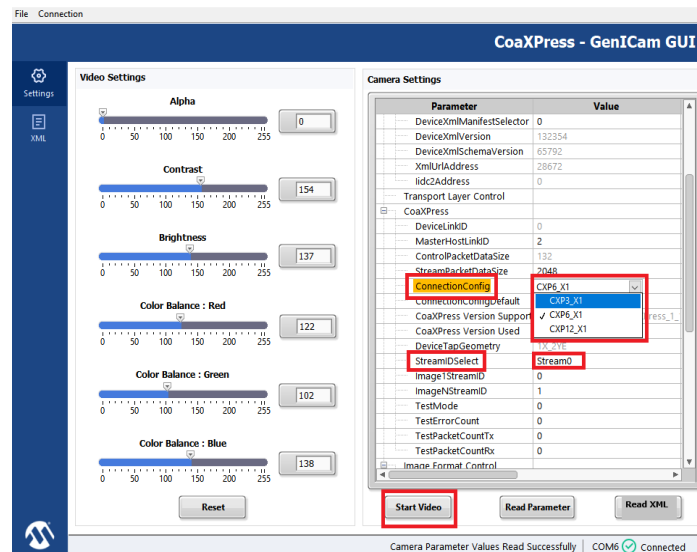 File Connection
CoaXPress - GenICam GUI
Settings
XML
Video Settings
Alpha
0
0 50 100 150 200 255
Contrast
154
0 50 100 150 200 255
Brightness
137
0 50 100 150 200 255
Color Balance : Red
122
0 50 100 150 200 255
Color Balance : Green
102
0 50 100 150 200 255
Color Balance : Blue
138
0 50 100 150 200 255
Reset
Camera Settings
Parameter Value
DeviceXmlManifestSelector 0
DeviceXmlVersion 132354
DeviceXmlSchemaVersion 65792
XmlUrlAddress 28672
Iidc2Address 0
Transport Layer Control
CoaXPress
DeviceLinkID 0
MasterHostLinkID 2
ControlPacketDataSize 132
StreamPacketDataSize 2048
ConnectionConfig CXP6_X1
ConnectionConfigDefault CXP3_X1
CoaXPress Version Support ✓ CXP6_X1 ress_1_
CoaXPress Version Used CXP12_X1
DeviceTapGeometry 1X_2YE
StreamIDSelect Stream0
Image1StreamID 0
ImageNStreamID 1
TestMode 0
TestErrorCount 0
TestPacketCountTx 0
TestPacketCountRx 0
Image Format Control
Start Video Read Parameter Read XML
Camera Parameter Values Read Successfully COM6 Connected